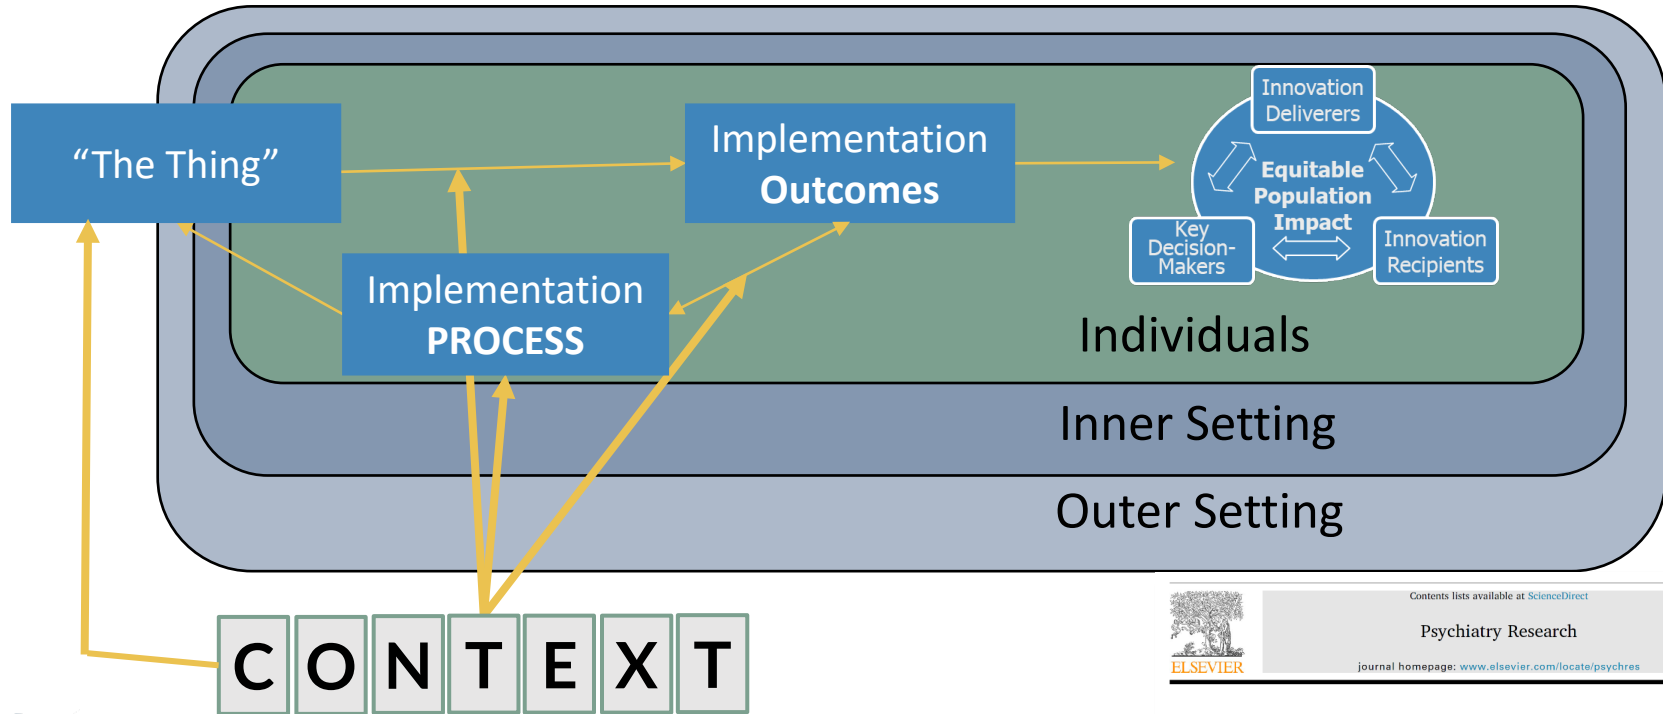 Innovation
Deliverers
“The Thing”
Implementation
Outcomes
Equitable
Population
Impact
Key
Decision-
Makers
Innovation
Recipients
Implementation
PROCESS
Individuals
Inner Setting
Outer Setting
CONTEXT
ELSEVIER
Contents lists available at ScienceDirect
Psychiatry Research
journal homepage: www.elsevier.com/locate/psychres